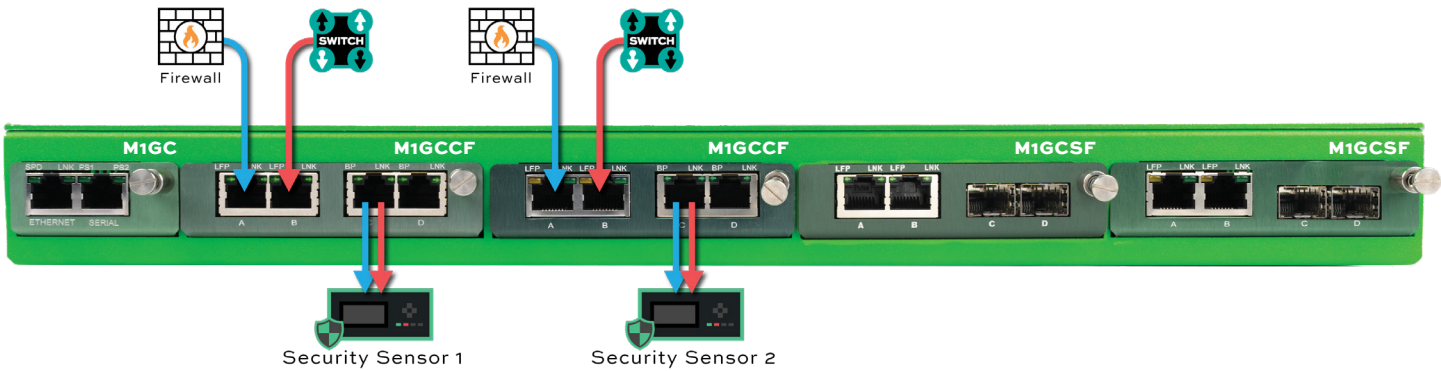 SWITCH
SWITCH
Firewall
Firewall
M1GC
M1GCCF
M1GCCF
M1GCSF
M1GCSF
SPD LNK PS1 PS2
LFP LNK LFP LNK
BP LNK BP LNK
LFP LNK LFP LNK
BP LNK BP LNK
LFP LNK LFP LNK
LFP LNK LFP LNK
ETHERNET SERIAL
A B D
A B C D
A B C D
A B C D
Security Sensor 1
Security Sensor 2